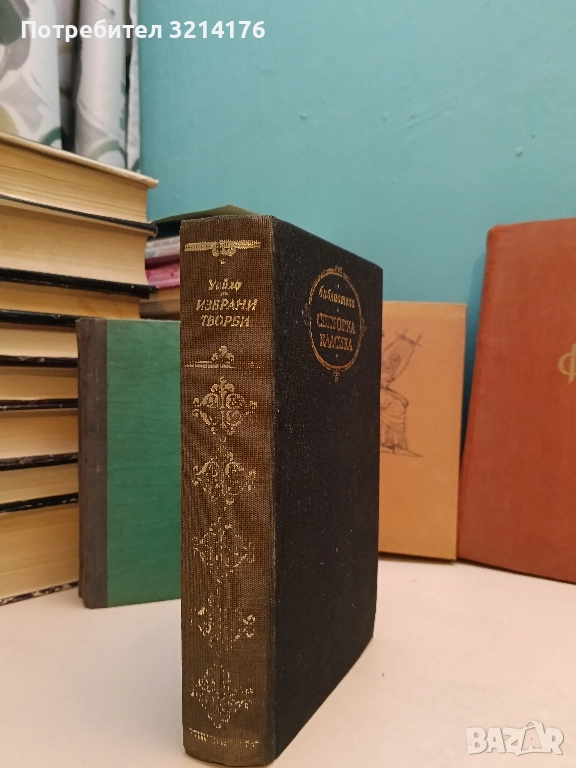 Потребител 3214176
Уайлд
ИЗБРАНИ
ТВОРБИ
библиотека
СВЕТОВНА
КЛАСИКА
BAZAR